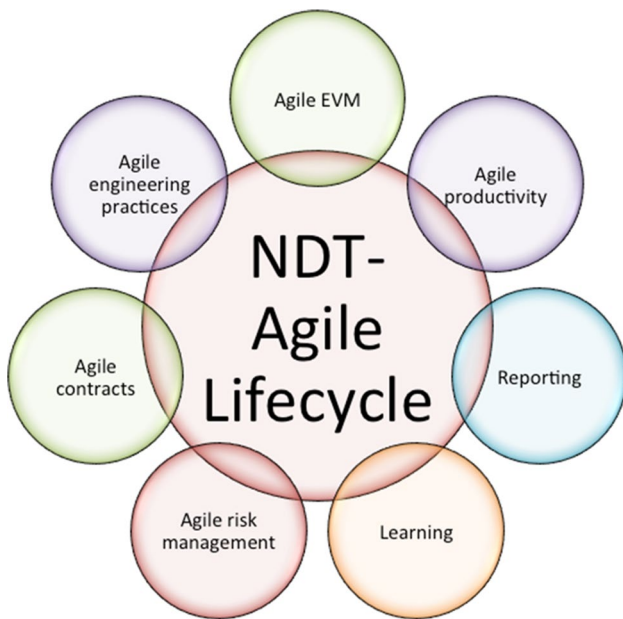 Agile EVM
Agile
productivity
Reporting
Learning
Agile risk
management
Agile
contracts
Agile
engineering
practices
NDT-
Agile
Lifecycle